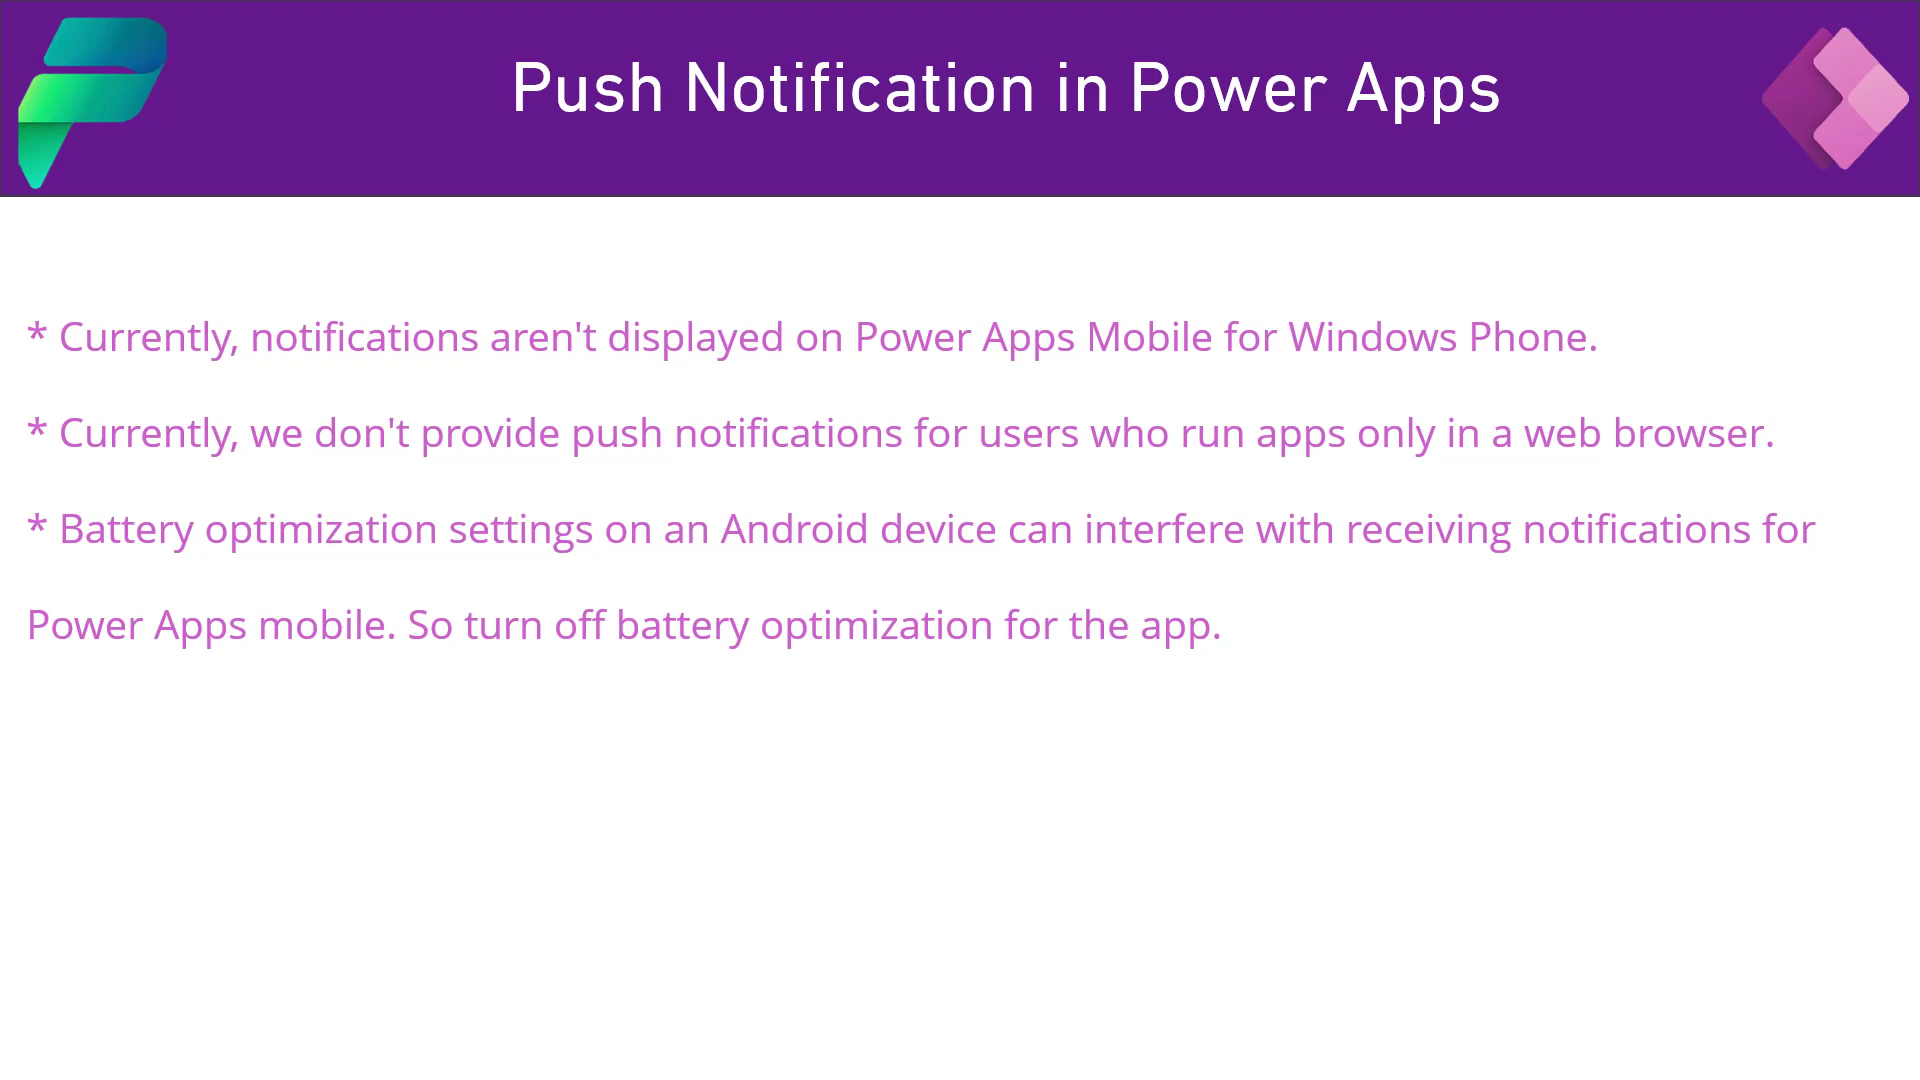 Push Notification in Power Apps
* Currently, notifications aren't displayed on Power Apps Mobile for Windows Phone.
* Currently, we don't provide push notifications for users who run apps only in a web browser.
* Battery optimization settings on an Android device can interfere with receiving notifications for
Power Apps mobile. So turn off battery optimization for the app.